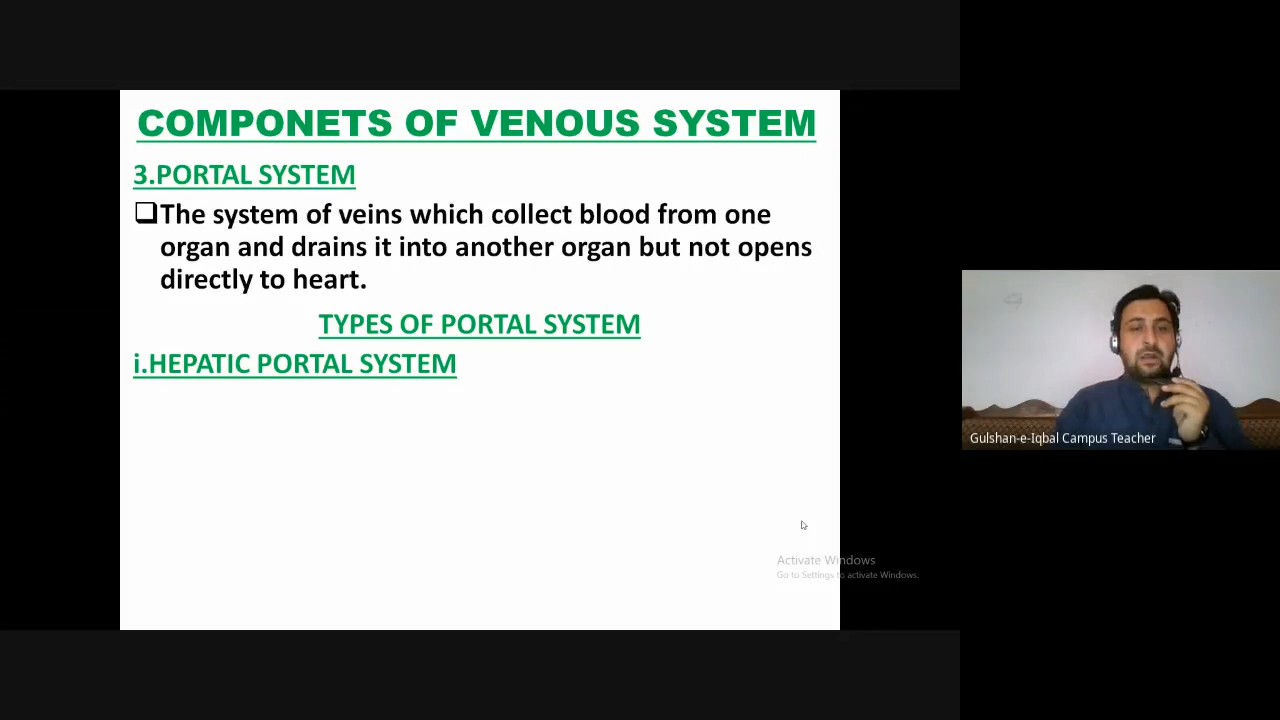 COMPONETS OF VENOUS SYSTEM
3.PORTAL SYSTEM
❑The system of veins which collect blood from one
organ and drains it into another organ but not opens
directly to heart.
TYPES OF PORTAL SYSTEM
i.HEPATIC PORTAL SYSTEM
Gulshan-e-Iqbal Campus Teacher
Activate Windows
Go to Settings to activate Windows.